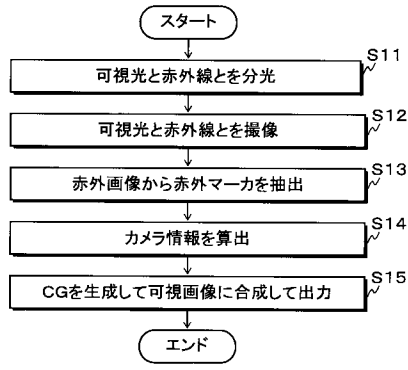 スタート
S11
可視光と赤外線とを分光
S12
可視光と赤外線とを撮像
S13
赤外画像から赤外マーカを抽出
S14
カメラ情報を算出
S15
CGを生成して可視画像に合成して出力
エンド